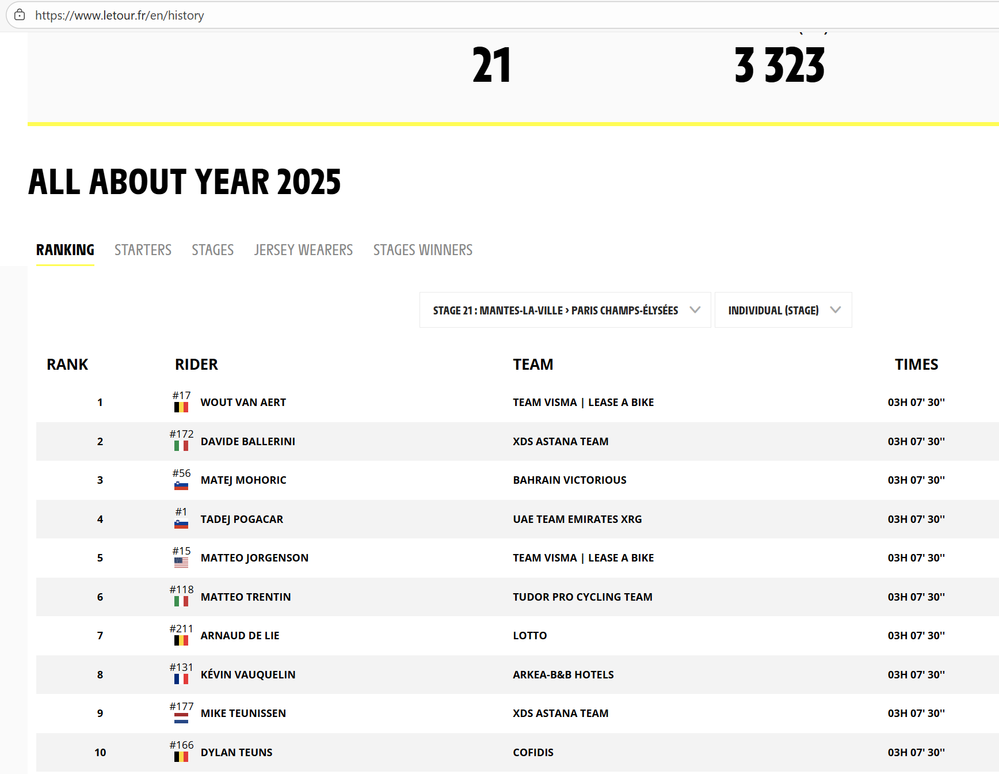 https://www.letour.fr/en/history
21 3 323
ALL ABOUT YEAR 2025
RANKING STARTERS STAGES JERSEY WEARERS STAGES WINNERS
STAGE 21 : MANTES-LA-VILLE › PARIS CHAMPS-ÉLYSÉES INDIVIDUAL (STAGE)
RANK RIDER TEAM TIMES
1 #17 WOUT VAN AERT TEAM VISMA | LEASE A BIKE 03H 07' 30''
2 #172 DAVIDE BALLERINI XDS ASTANA TEAM 03H 07' 30''
3 #56 MATEJ MOHORIC BAHRAIN VICTORIOUS 03H 07' 30''
4 #1 TADEJ POGACAR UAE TEAM EMIRATES XRG 03H 07' 30''
5 #15 MATTEO JORGENSON TEAM VISMA | LEASE A BIKE 03H 07' 30''
6 #118 MATTEO TRENTIN TUDOR PRO CYCLING TEAM 03H 07' 30''
7 #211 ARNAUD DE LIE LOTTO 03H 07' 30''
8 #131 KÉVIN VAUQUELIN ARKEA-B&B HOTELS 03H 07' 30''
9 #177 MIKE TEUNISSEN XDS ASTANA TEAM 03H 07' 30''
10 #166 DYLAN TEUNS COFIDIS 03H 07' 30''